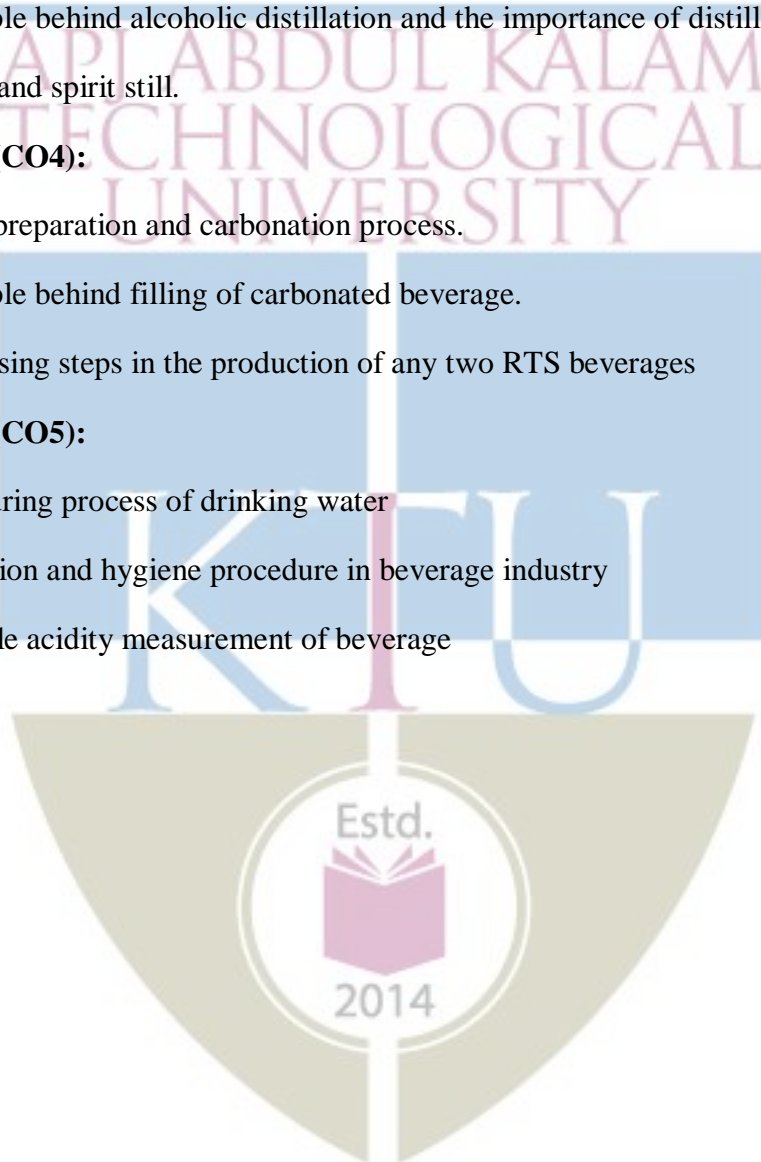 ple behind alcoholic distillation and the importance of distill
API ABDUL KALAM
and spirit still.
TECHNOLOGICAL
(CO4):
UNIVERSITY
preparation and carbonation process.
ple behind filling of carbonated beverage.
sing steps in the production of any two RTS beverages
CO5):
KTU
uring process of drinking water
ion and hygiene procedure in beverage industry
le acidity measurement of beverage
Estd.
2014